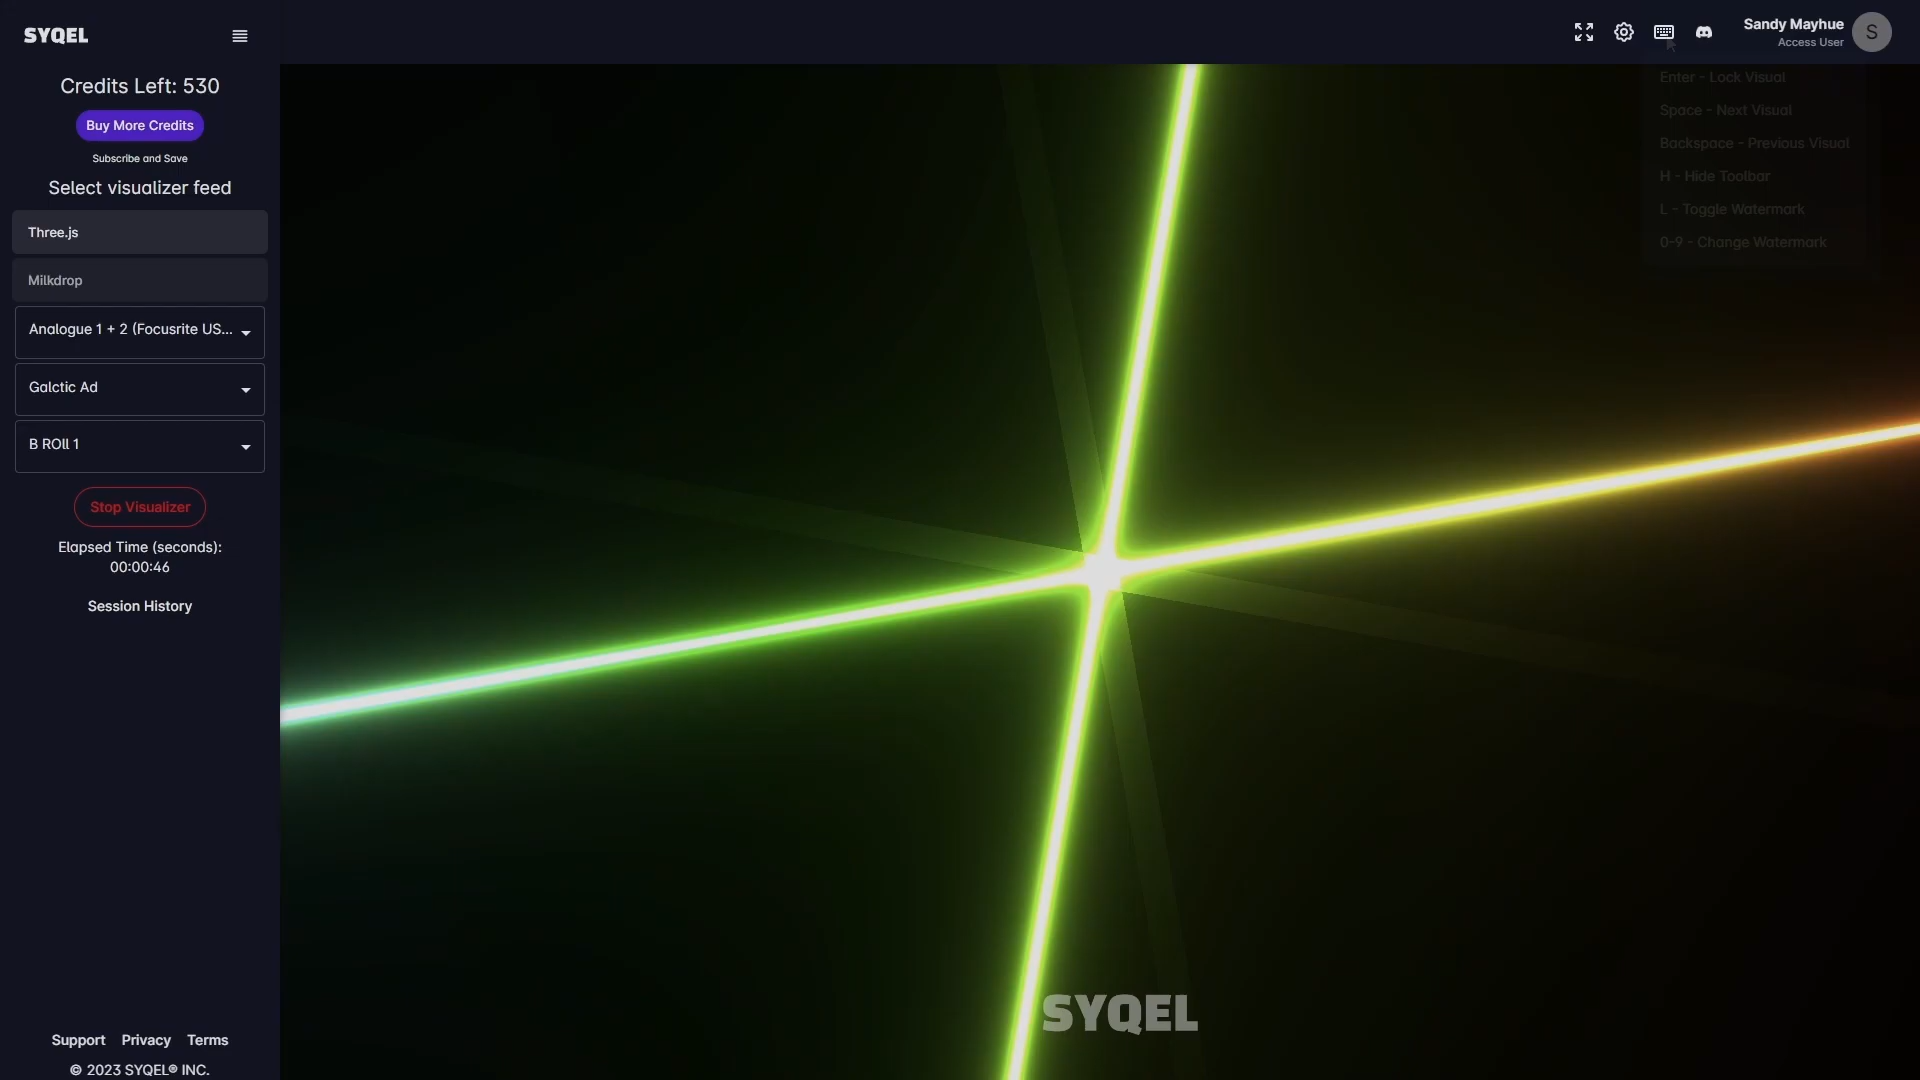 SYQEL
Sandy Mayhue
Access User
S
Credits Left: 530
Buy More Credits
Subscribe and Save
Select visualizer feed
Three.js
Milkdrop
Analogue 1 + 2 (Focusrite US...
Galctic Ad
B ROll 1
Stop Visualizer
Elapsed Time (seconds):
00:00:46
Session History
Enter - Lock Visual
Space - Next Visual
Backspace - Previous Visual
H - Hide Toolbar
L - Toggle Watermark
0-9 - Change Watermark
SYQEL
Support Privacy Terms
© 2023 SYQEL® INC.